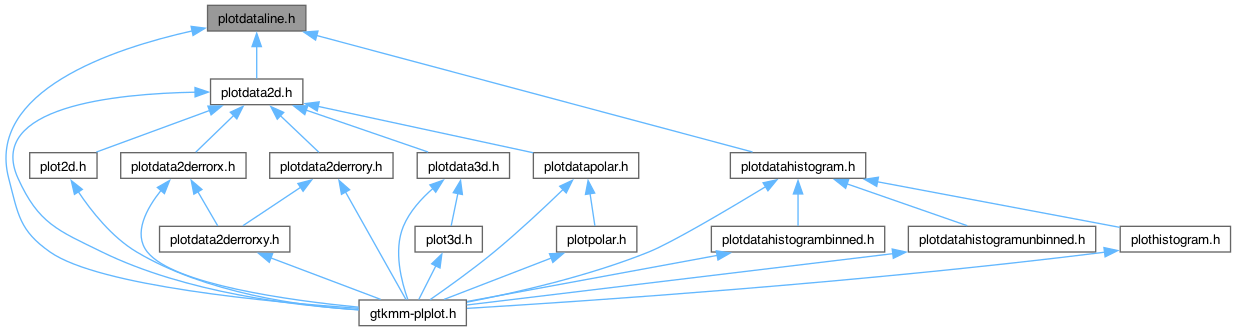 plotdataline.h
plotdata2d.h
plot2d.h
plotdata2derrorx.h
plotdata2derrory.h
plotdata3d.h
plotdatapolar.h
plotdatahistogram.h
plotdata2derrorxy.h
plot3d.h
plotpolar.h
plotdatahistogrambinned.h
plotdatahistogramunbinned.h
plothistogram.h
gtkmm-plplot.h